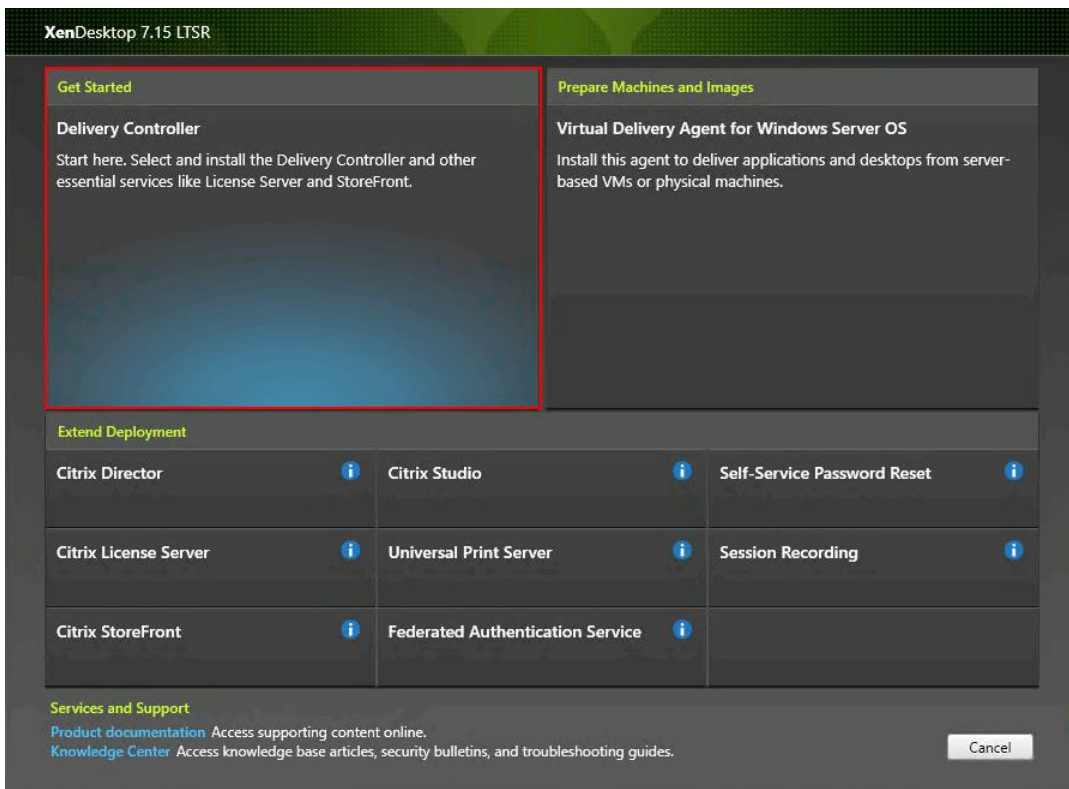 XenDesktop 7.15 LTSR
Get Started
Delivery Controller
Start here. Select and install the Delivery Controller and other
essential services like License Server and StoreFront.
Prepare Machines and Images
Virtual Delivery Agent for Windows Server OS
Install this agent to deliver applications and desktops from server-
based VMs or physical machines.
Extend Deployment
Citrix Director
Citrix Studio
Self-Service Password Reset
Citrix License Server
Universal Print Server
Session Recording
Citrix StoreFront
Federated Authentication Service
Services and Support
Product documentation Access supporting content online.
Knowledge Center Access knowledge base articles, security bulletins, and troubleshooting guides.
Cancel